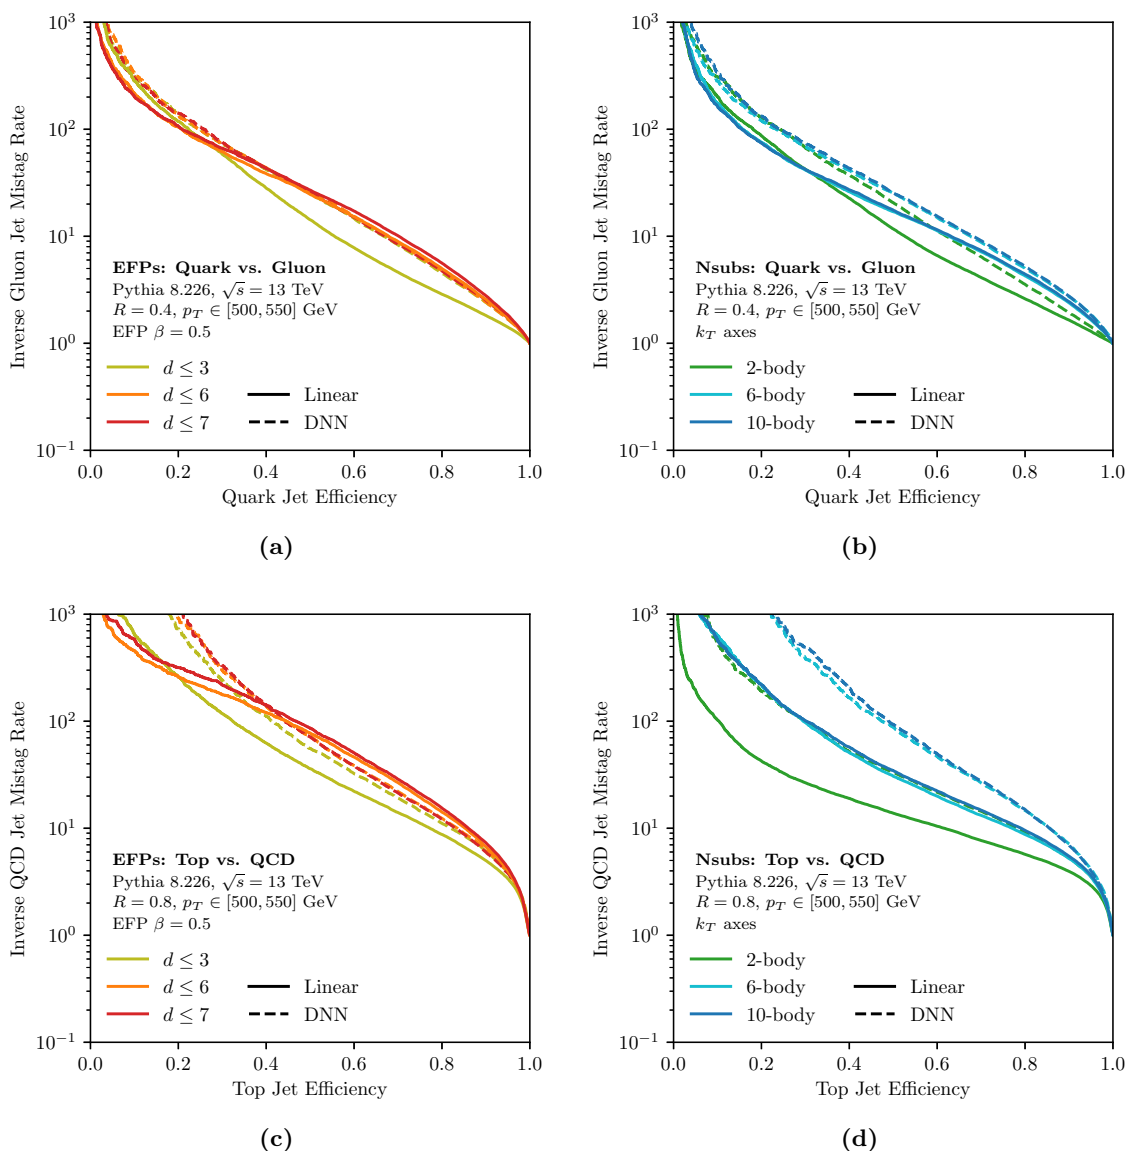 10³
10²
10¹
10⁰
10⁻¹
Inverse Gluon Jet Mistag Rate
EFPs: Quark vs. Gluon
Pythia 8.226, √s = 13 TeV
R = 0.4, p_T ∈ [500, 550] GeV
EFP β = 0.5
d ≤ 3
d ≤ 6
d ≤ 7
Linear
DNN
0.0 0.2 0.4 0.6 0.8 1.0
Quark Jet Efficiency
(a)
10³
10²
10¹
10⁰
10⁻¹
Inverse Gluon Jet Mistag Rate
Nsubs: Quark vs. Gluon
Pythia 8.226, √s = 13 TeV
R = 0.4, p_T ∈ [500, 550] GeV
k_T axes
2-body
6-body
10-body
Linear
DNN
0.0 0.2 0.4 0.6 0.8 1.0
Quark Jet Efficiency
(b)
10³
10²
10¹
10⁰
10⁻¹
Inverse QCD Jet Mistag Rate
EFPs: Top vs. QCD
Pythia 8.226, √s = 13 TeV
R = 0.8, p_T ∈ [500, 550] GeV
EFP β = 0.5
d ≤ 3
d ≤ 6
d ≤ 7
Linear
DNN
0.0 0.2 0.4 0.6 0.8 1.0
Top Jet Efficiency
(c)
10³
10²
10¹
10⁰
10⁻¹
Inverse QCD Jet Mistag Rate
Nsubs: Top vs. QCD
Pythia 8.226, √s = 13 TeV
R = 0.8, p_T ∈ [500, 550] GeV
k_T axes
2-body
6-body
10-body
Linear
DNN
0.0 0.2 0.4 0.6 0.8 1.0
Top Jet Efficiency
(d)